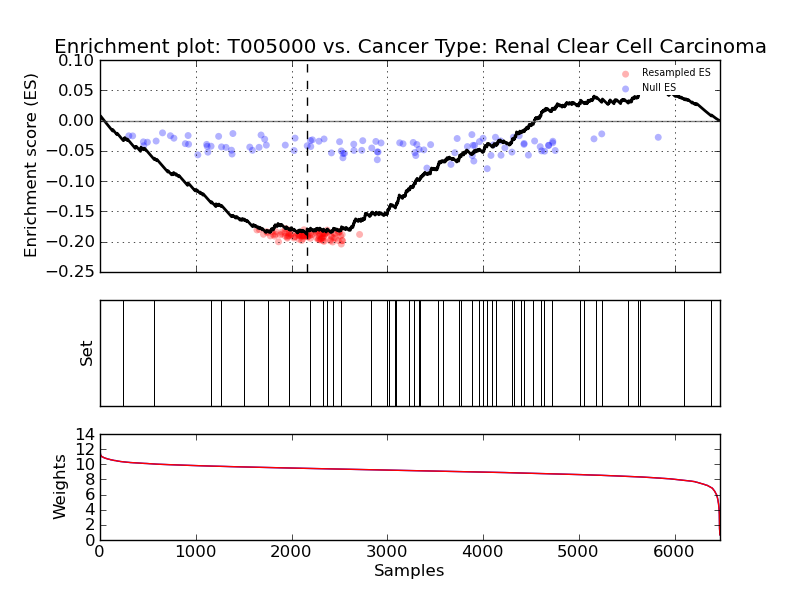 Enrichment plot: T005000 vs. Cancer Type: Renal Clear Cell Carcinoma
0.10
0.05
0.00
−0.05
−0.10
−0.15
−0.20
−0.25
Enrichment score (ES)
Resampled ES
Null ES
Set
14
12
10
8
6
4
2
0
Weights
0 1000 2000 3000 4000 5000 6000
Samples